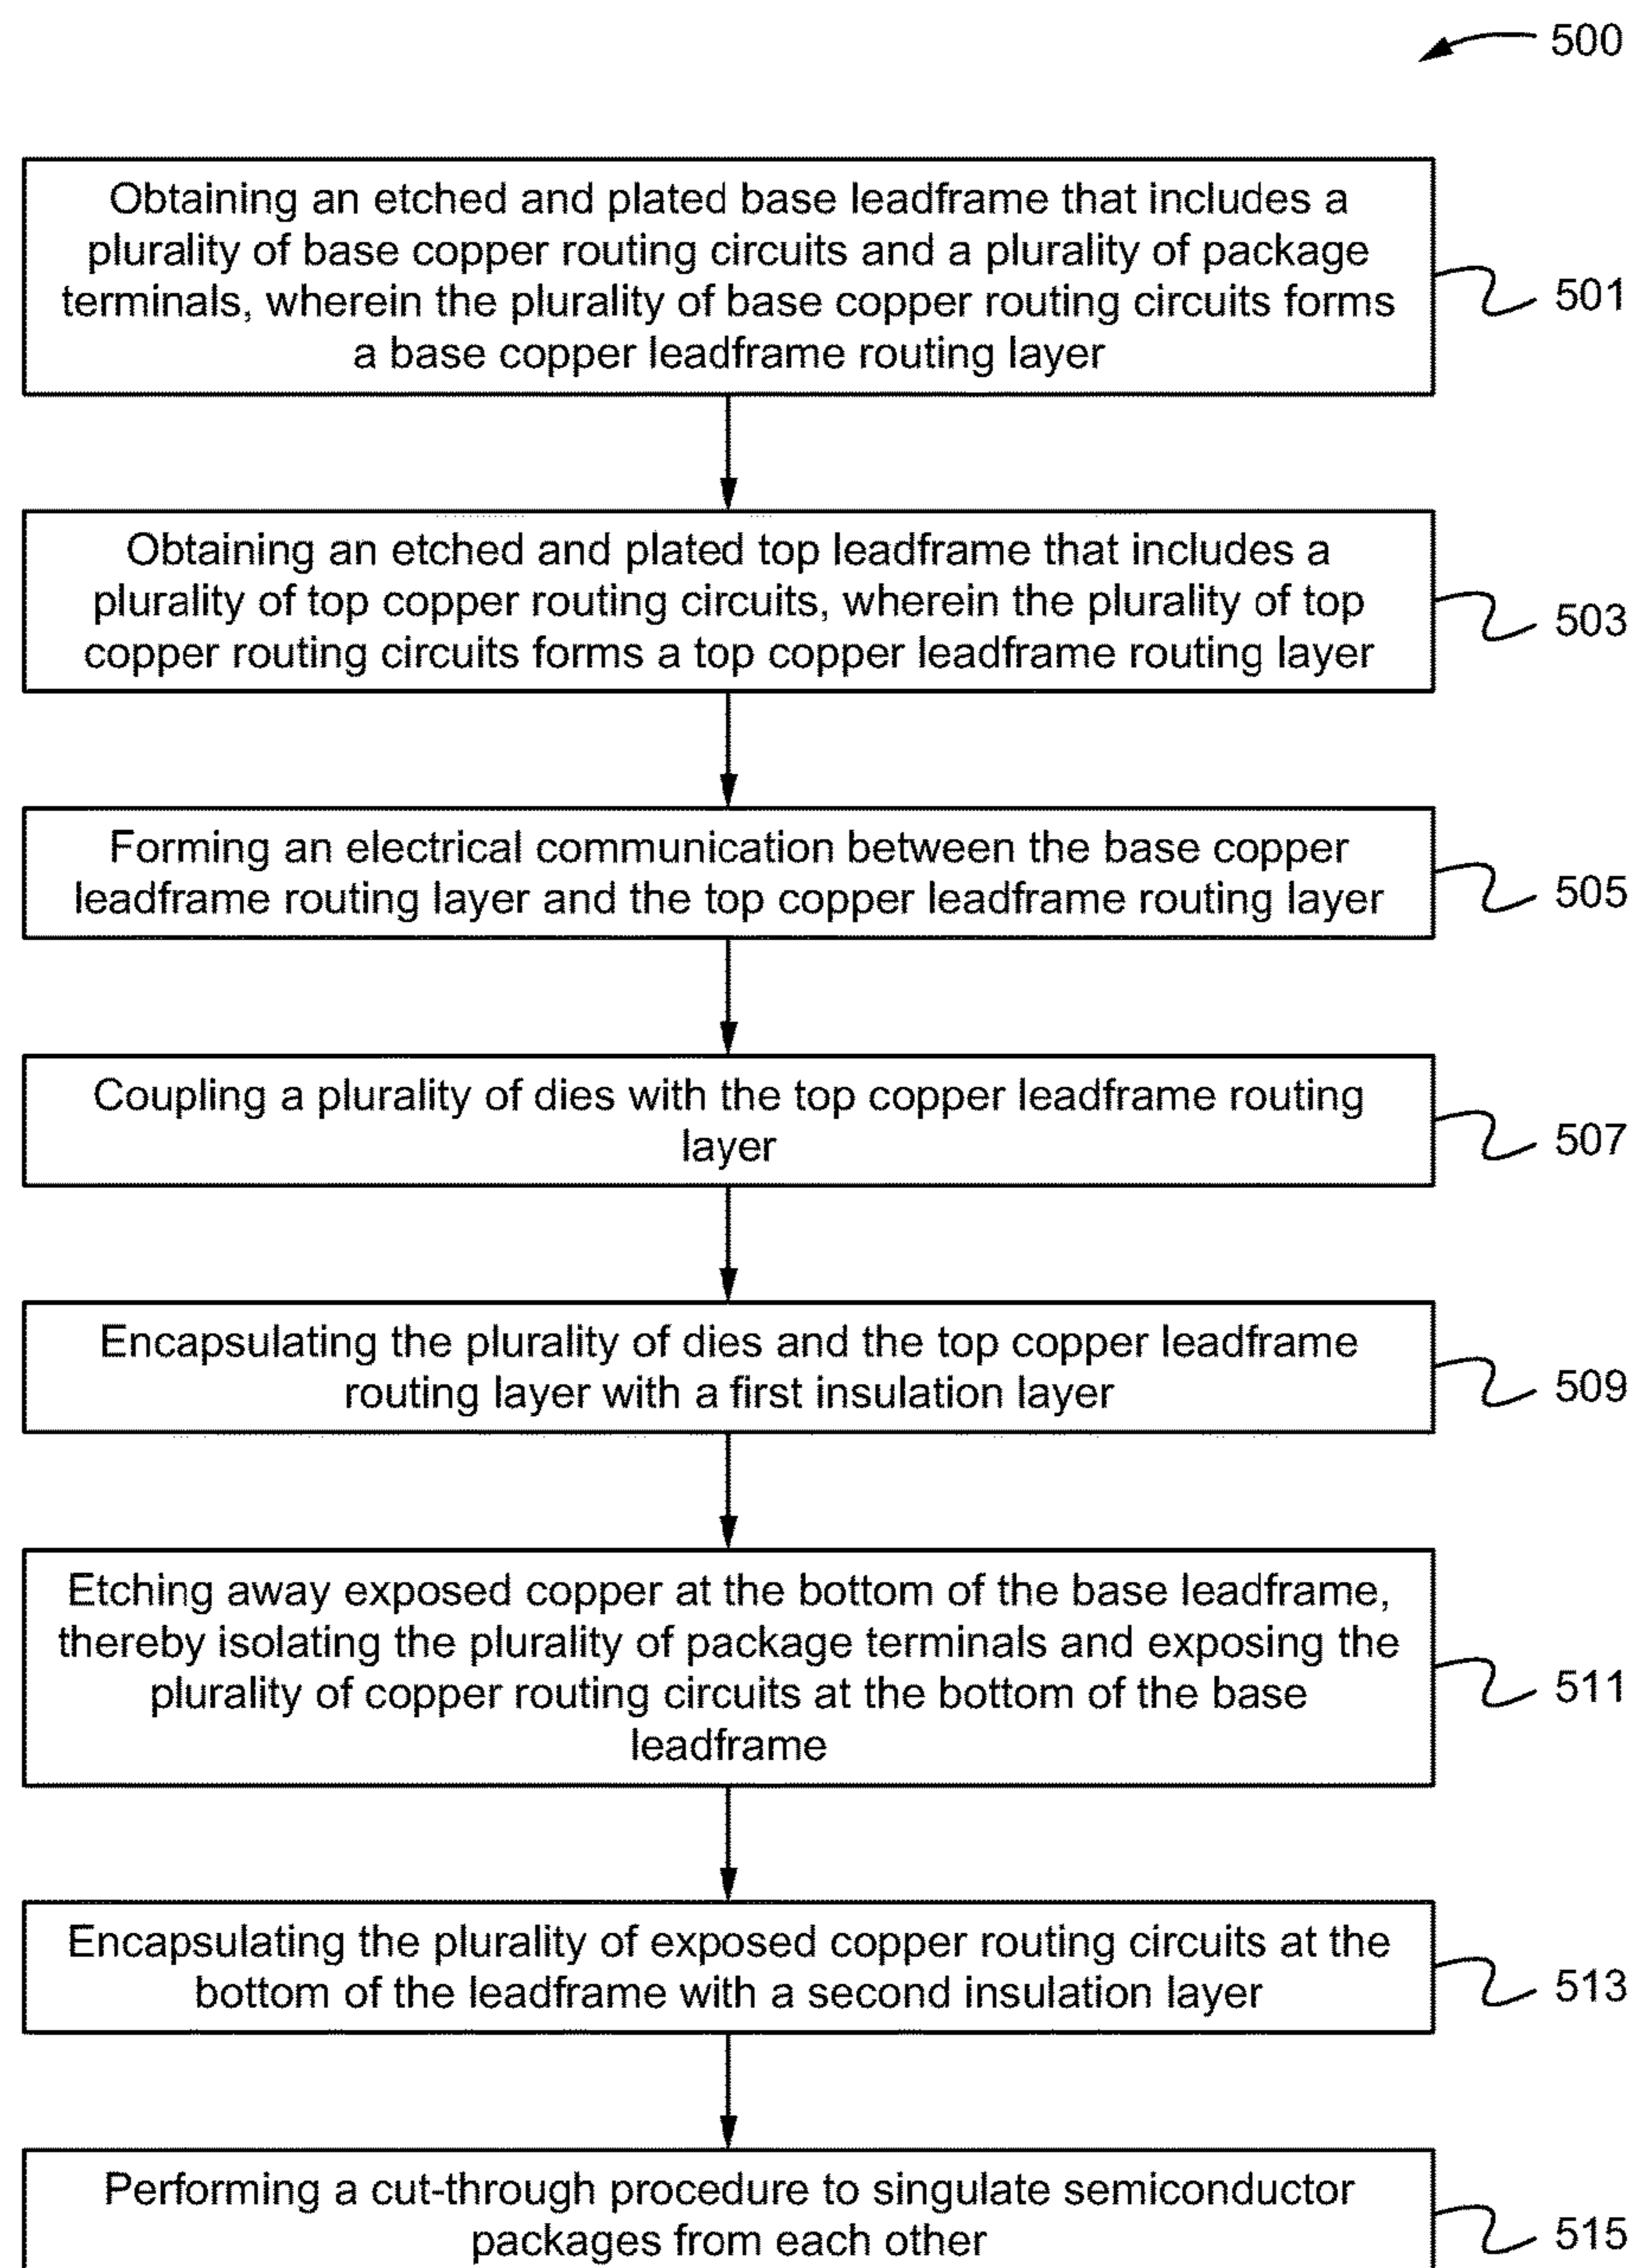 500
Obtaining an etched and plated base leadframe that includes a
plurality of base copper routing circuits and a plurality of package
terminals, wherein the plurality of base copper routing circuits forms
a base copper leadframe routing layer
501
Obtaining an etched and plated top leadframe that includes a
plurality of top copper routing circuits, wherein the plurality of top
copper routing circuits forms a top copper leadframe routing layer
503
Forming an electrical communication between the base copper
leadframe routing layer and the top copper leadframe routing layer
505
Coupling a plurality of dies with the top copper leadframe routing
layer
507
Encapsulating the plurality of dies and the top copper leadframe
routing layer with a first insulation layer
509
Etching away exposed copper at the bottom of the base leadframe,
thereby isolating the plurality of package terminals and exposing the
plurality of copper routing circuits at the bottom of the base
leadframe
511
Encapsulating the plurality of exposed copper routing circuits at the
bottom of the leadframe with a second insulation layer
513
Performing a cut-through procedure to singulate semiconductor
packages from each other
515